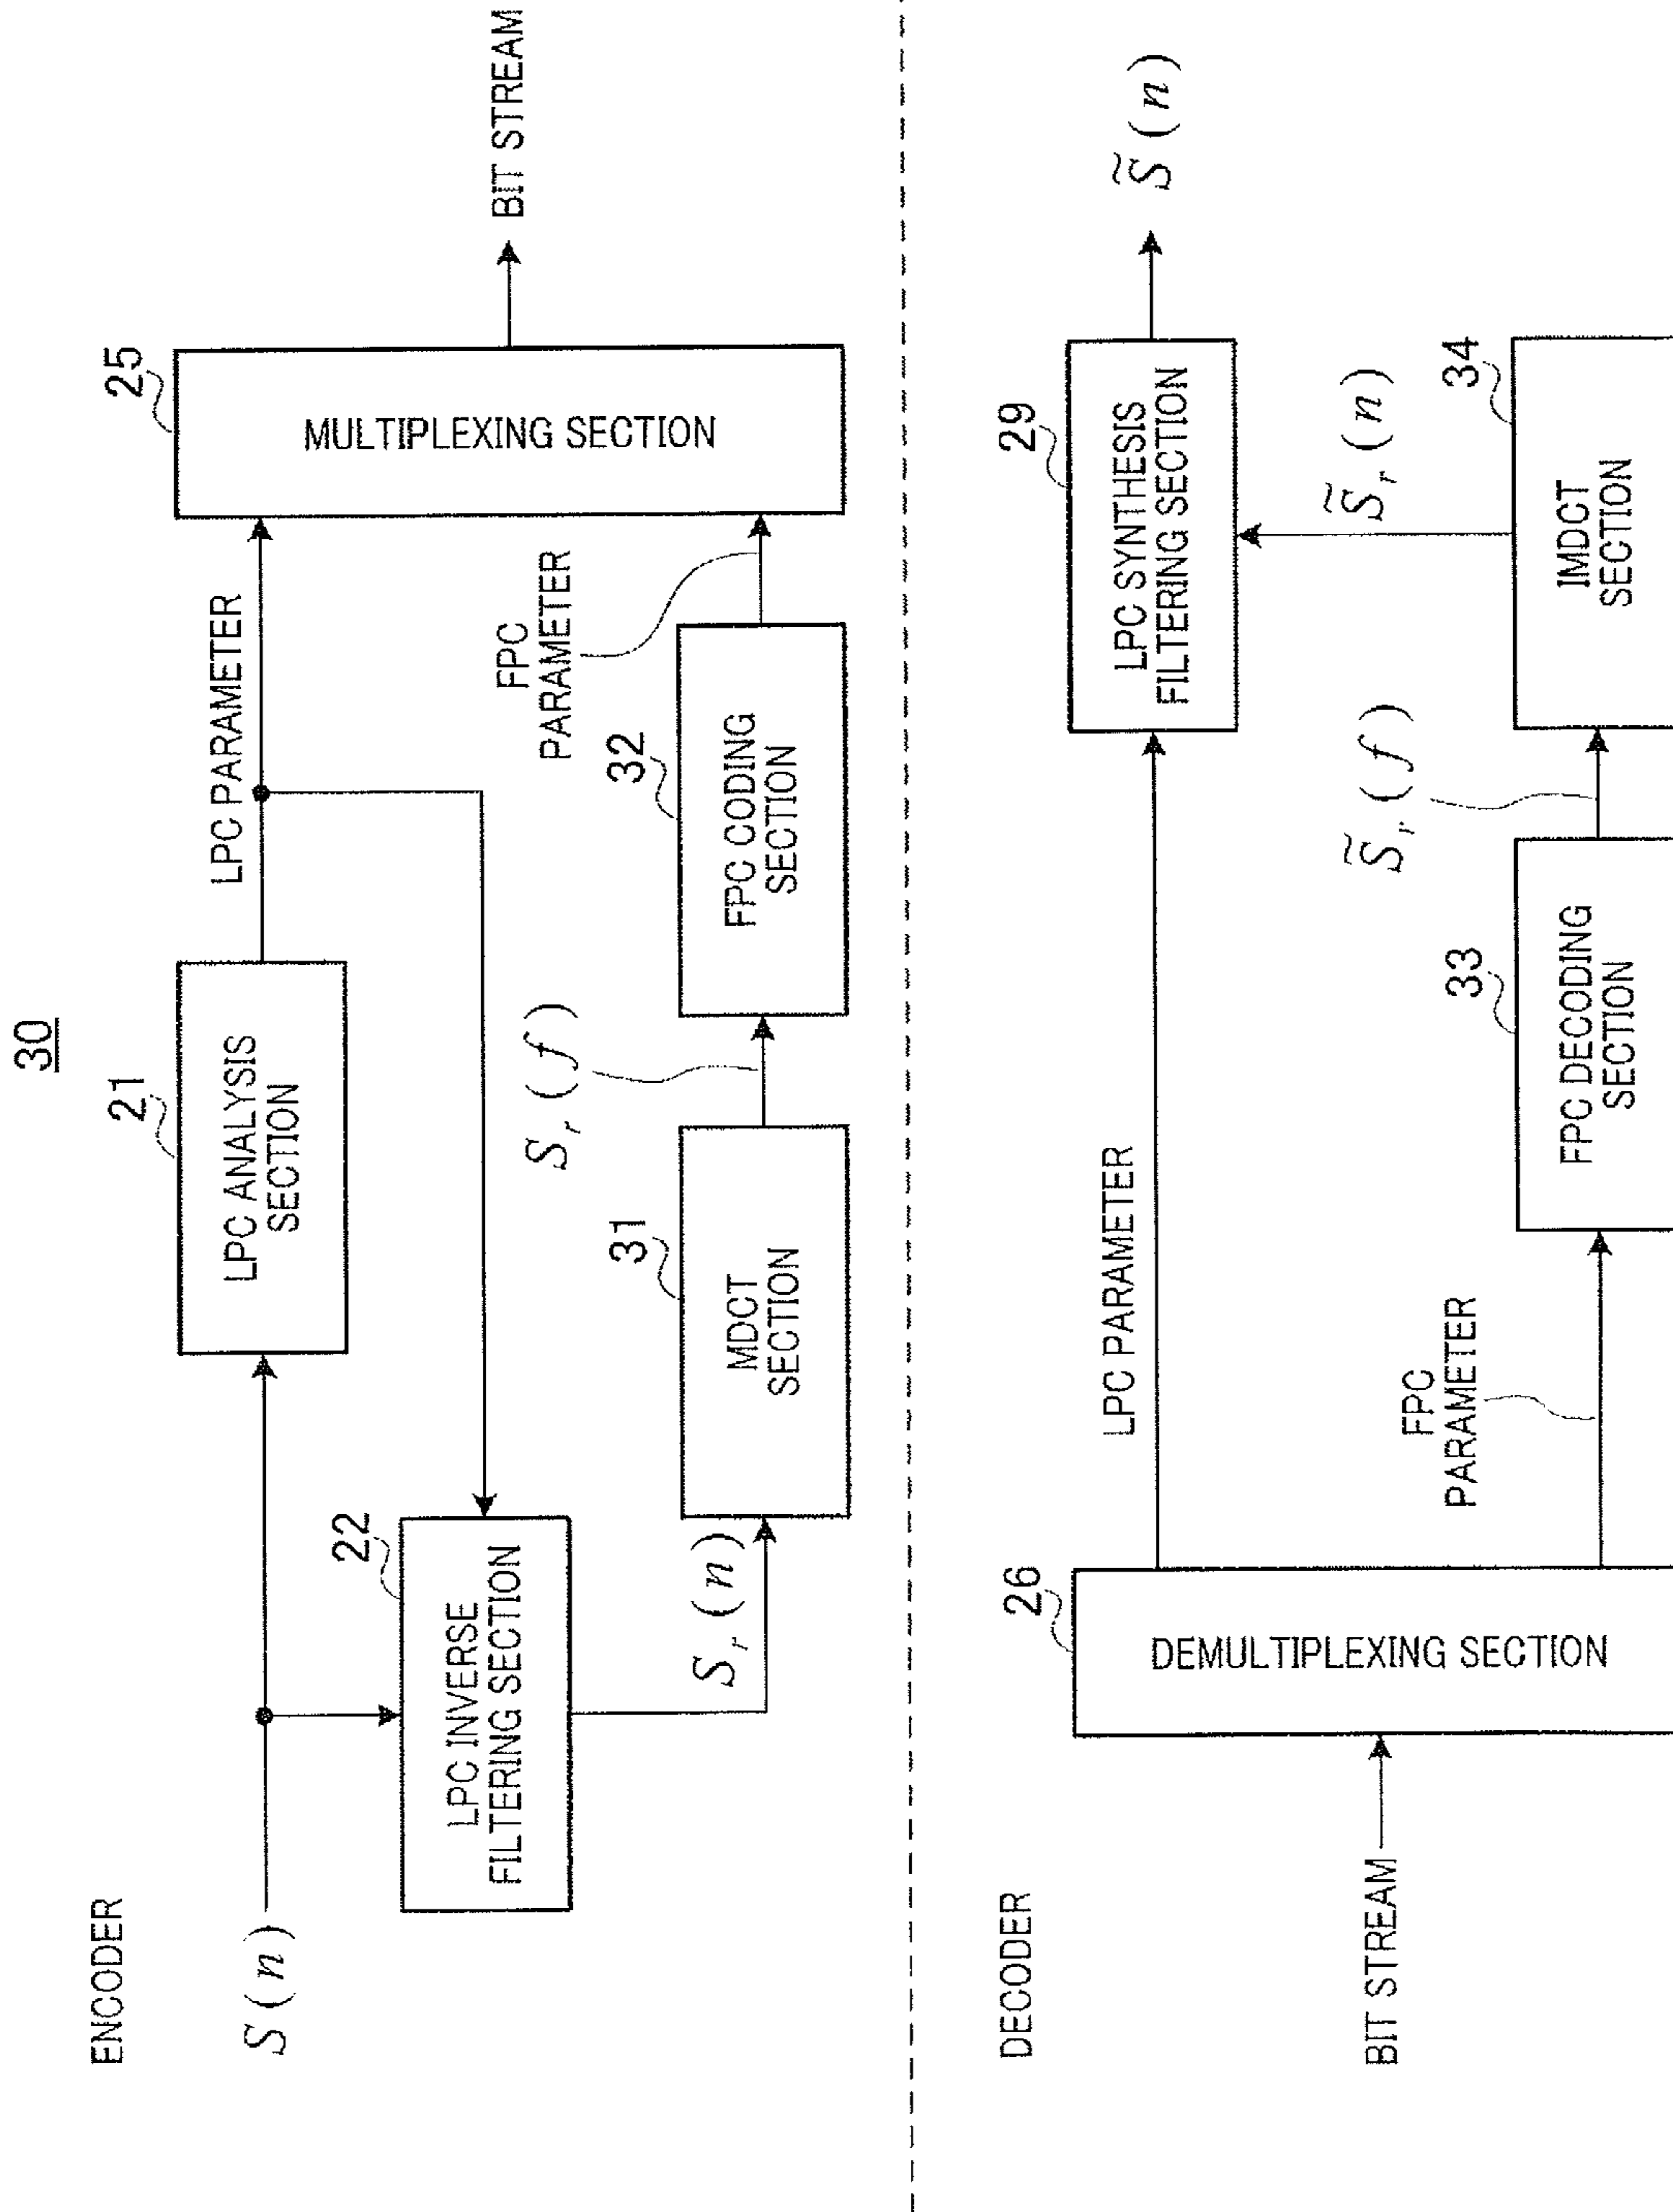 30
ENCODER
S(n)
21
LPC ANALYSIS
SECTION
LPC PARAMETER
22
LPC INVERSE
FILTERING SECTION
S_r(n)
31
MDCT
SECTION
S_r(f)
32
FPC CODING
SECTION
FPC
PARAMETER
25
MULTIPLEXING SECTION
BIT STREAM
DECODER
BIT STREAM
26
DEMULTIPLEXING SECTION
LPC PARAMETER
FPC
PARAMETER
33
FPC DECODING
SECTION
S̃_r(f)
34
IMDCT
SECTION
S̃_r(n)
29
LPC SYNTHESIS
FILTERING SECTION
S̃(n)